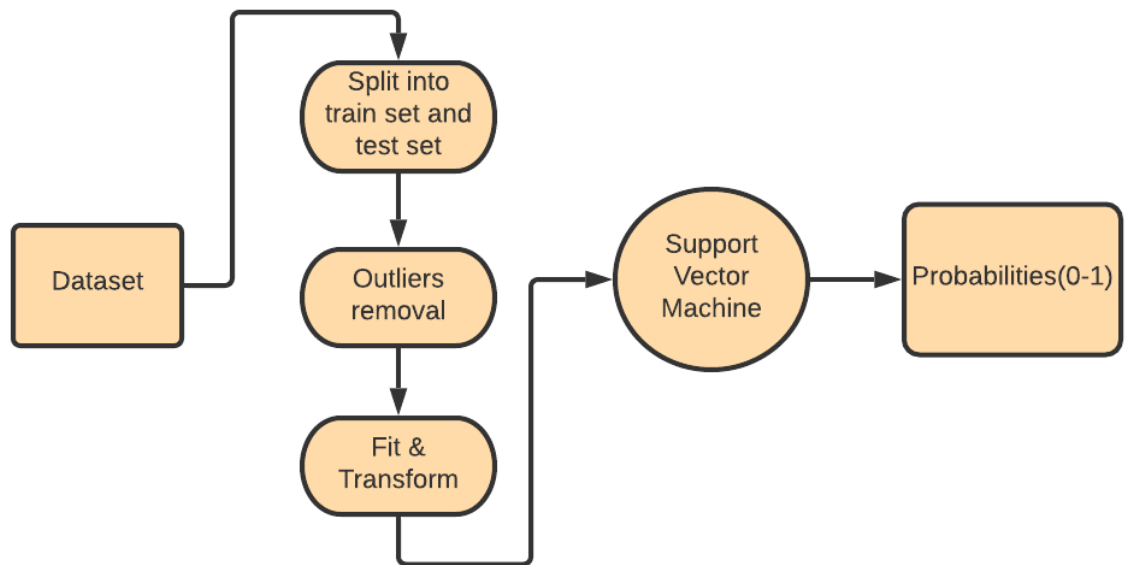 Dataset
Split into
train set and
test set
Outliers
removal
Fit &
Transform
Support
Vector
Machine
Probabilities(0-1)